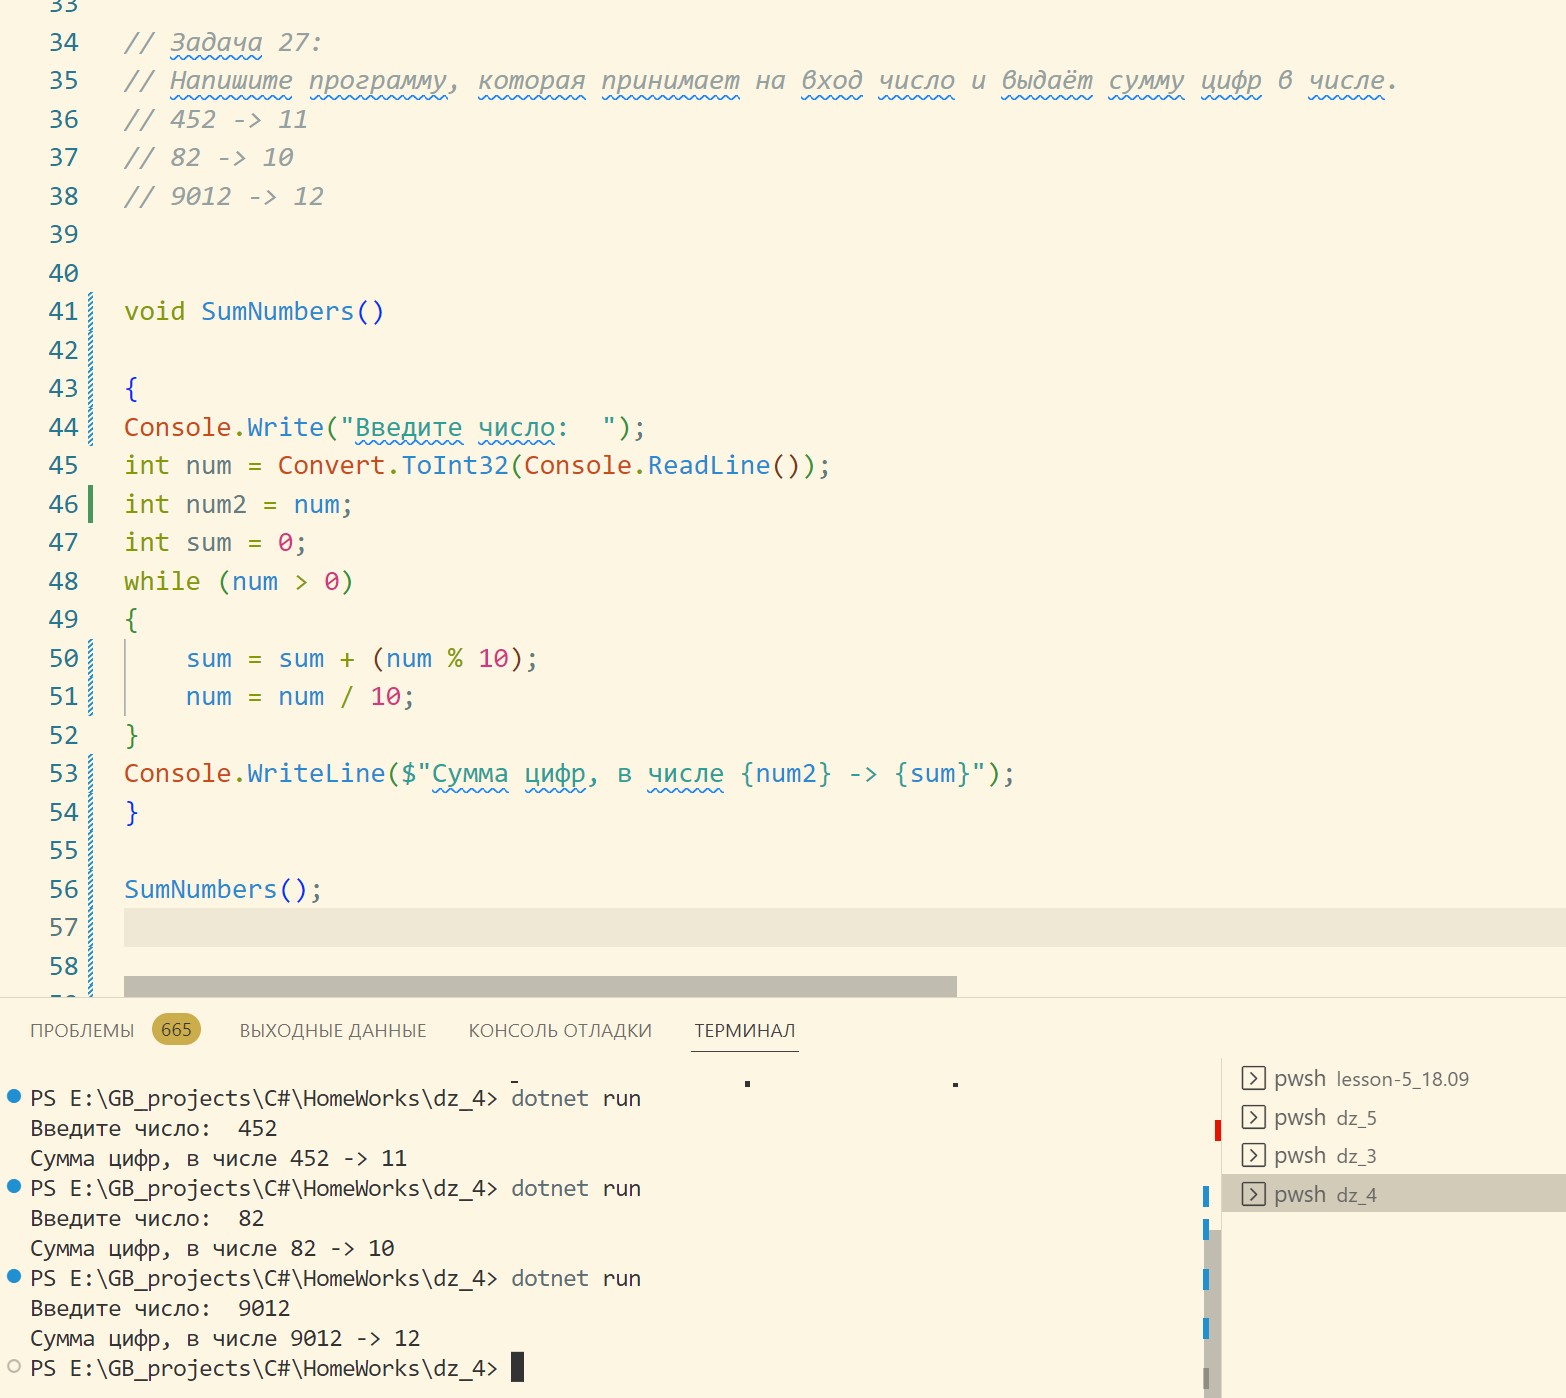 33
34 // Задача 27:
35 // Напишите программу, которая принимает на вход число и выдаёт сумму цифр в числе.
36 // 452 -> 11
37 // 82 -> 10
38 // 9012 -> 12
39
40
41 void SumNumbers()
42
43 {
44 Console.Write("Введите число:  ");
45 int num = Convert.ToInt32(Console.ReadLine());
46 int num2 = num;
47 int sum = 0;
48 while (num > 0)
49 {
50     sum = sum + (num % 10);
51     num = num / 10;
52 }
53 Console.WriteLine($"Сумма цифр, в числе {num2} -> {sum}");
54 }
55
56 SumNumbers();
57
58
ПРОБЛЕМЫ 665 ВЫХОДНЫЕ ДАННЫЕ КОНСОЛЬ ОТЛАДКИ ТЕРМИНАЛ
PS E:\GB_projects\C#\HomeWorks\dz_4> dotnet run
Введите число:  452
Сумма цифр, в числе 452 -> 11
PS E:\GB_projects\C#\HomeWorks\dz_4> dotnet run
Введите число:  82
Сумма цифр, в числе 82 -> 10
PS E:\GB_projects\C#\HomeWorks\dz_4> dotnet run
Введите число:  9012
Сумма цифр, в числе 9012 -> 12
PS E:\GB_projects\C#\HomeWorks\dz_4>
pwsh lesson-5_18.09
pwsh dz_5
pwsh dz_3
pwsh dz_4